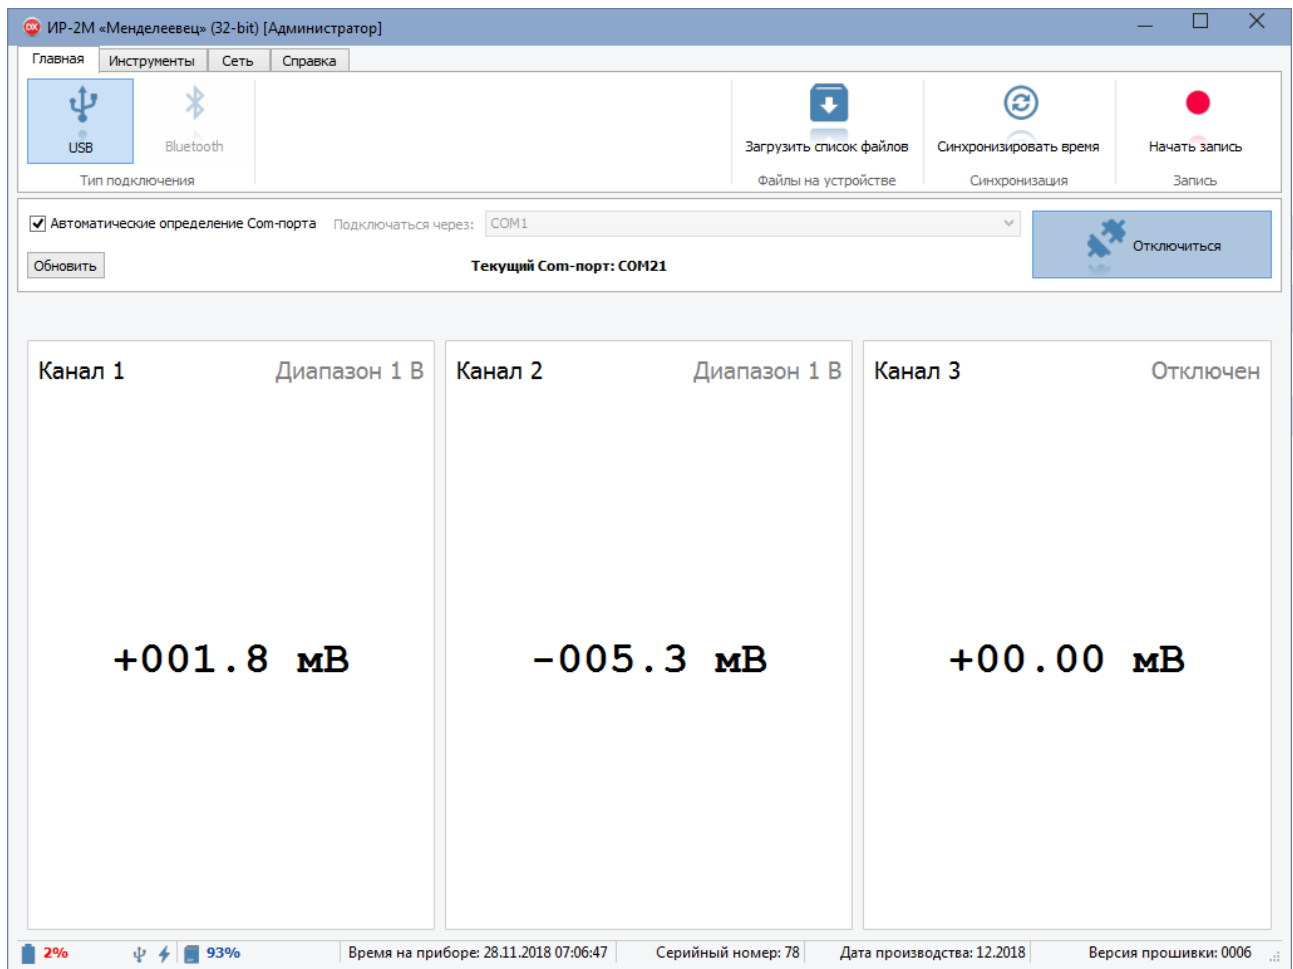 ИР-2М «Менделеевец» (32-bit) [Администратор]
Главная Инструменты Сеть Справка
USB Bluetooth Загрузить список файлов Синхронизировать время Начать запись
Тип подключения Файлы на устройстве Синхронизация Запись
Автоматические определение Com-порта Подключаться через: COM1
Отключиться
Обновить Текущий Com-порт: COM21
Канал 1 Диапазон 1 В Канал 2 Диапазон 1 В Канал 3 Отключен
+001.8 мВ -005.3 мВ +00.00 мВ
2% 93% Время на приборе: 28.11.2018 07:06:47 Серийный номер: 78 Дата производства: 12.2018 Версия прошивки: 0006